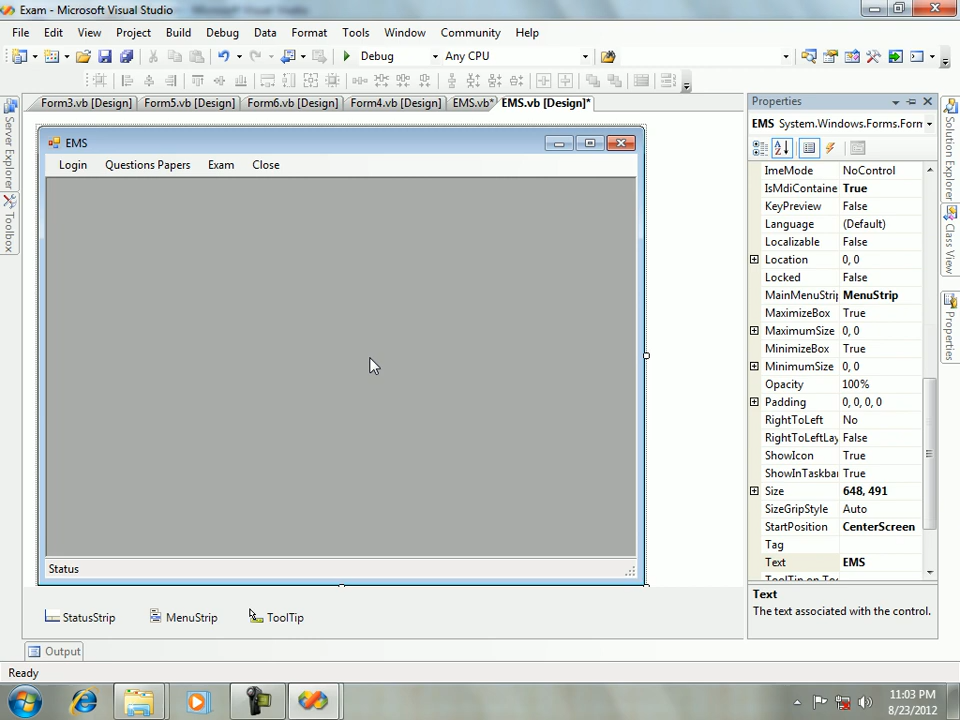 Exam - Microsoft Visual Studio
File Edit View Project Build Debug Data Format Tools Window Community Help
Debug Any CPU
Form3.vb [Design] Form5.vb [Design] Form6.vb [Design] Form4.vb [Design] EMS.vb* EMS.vb [Design]*
Server Explorer
Toolbox
EMS
Login Questions Papers Exam Close
Status
StatusStrip MenuStrip ToolTip
Properties
EMS System.Windows.Forms.Form
ImeMode NoControl
IsMdiContaine True
KeyPreview False
Language (Default)
Localizable False
Location 0, 0
Locked False
MainMenuStrip MenuStrip
MaximizeBox True
MaximumSize 0, 0
MinimizeBox True
MinimumSize 0, 0
Opacity 100%
Padding 0, 0, 0, 0
RightToLeft No
RightToLeftLay False
ShowIcon True
ShowInTaskbar True
Size 648, 491
SizeGripStyle Auto
StartPosition CenterScreen
Tag
Text EMS
ToolTip on Too
Text
The text associated with the control.
Solution Explorer
Class View
Properties
Output
Ready
11:03 PM
8/23/2012